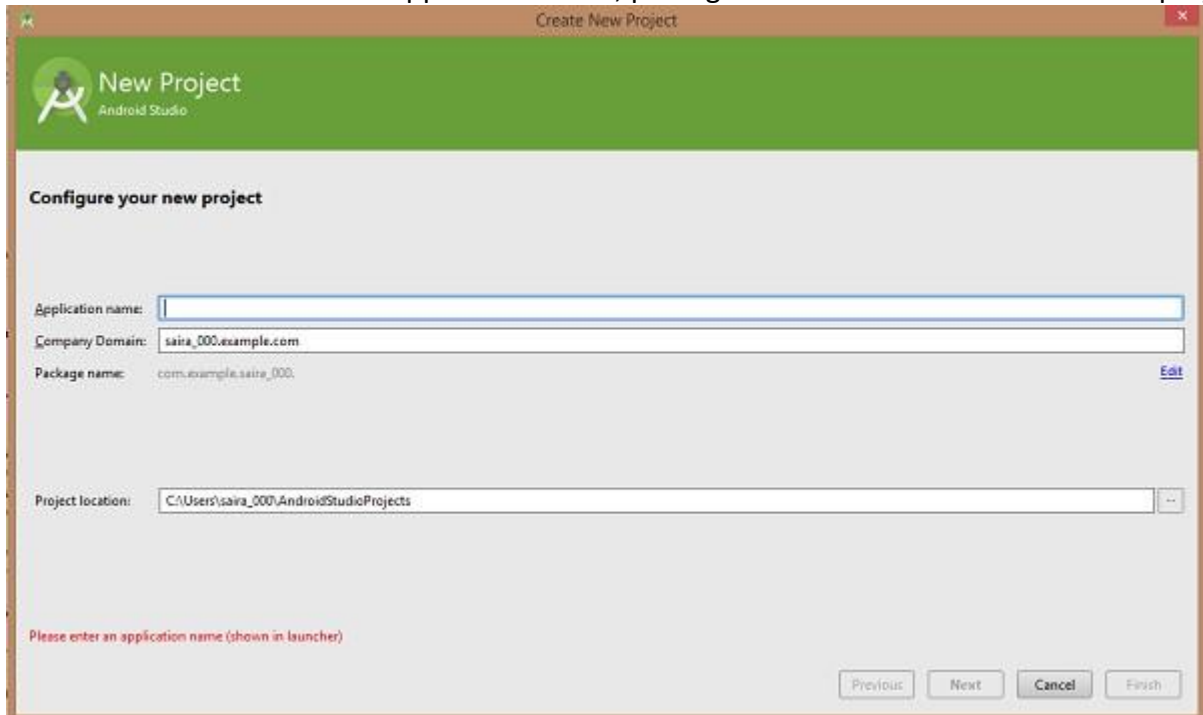 Create New Project
New Project
Android Studio
Configure your new project
Application name:
Company Domain: saira_000.example.com
Package name: com.example.saira_000. Edit
Project location: C:\Users\saira_000\AndroidStudioProjects ...
Please enter an application name (shown in launcher)
Previous Next Cancel Finish